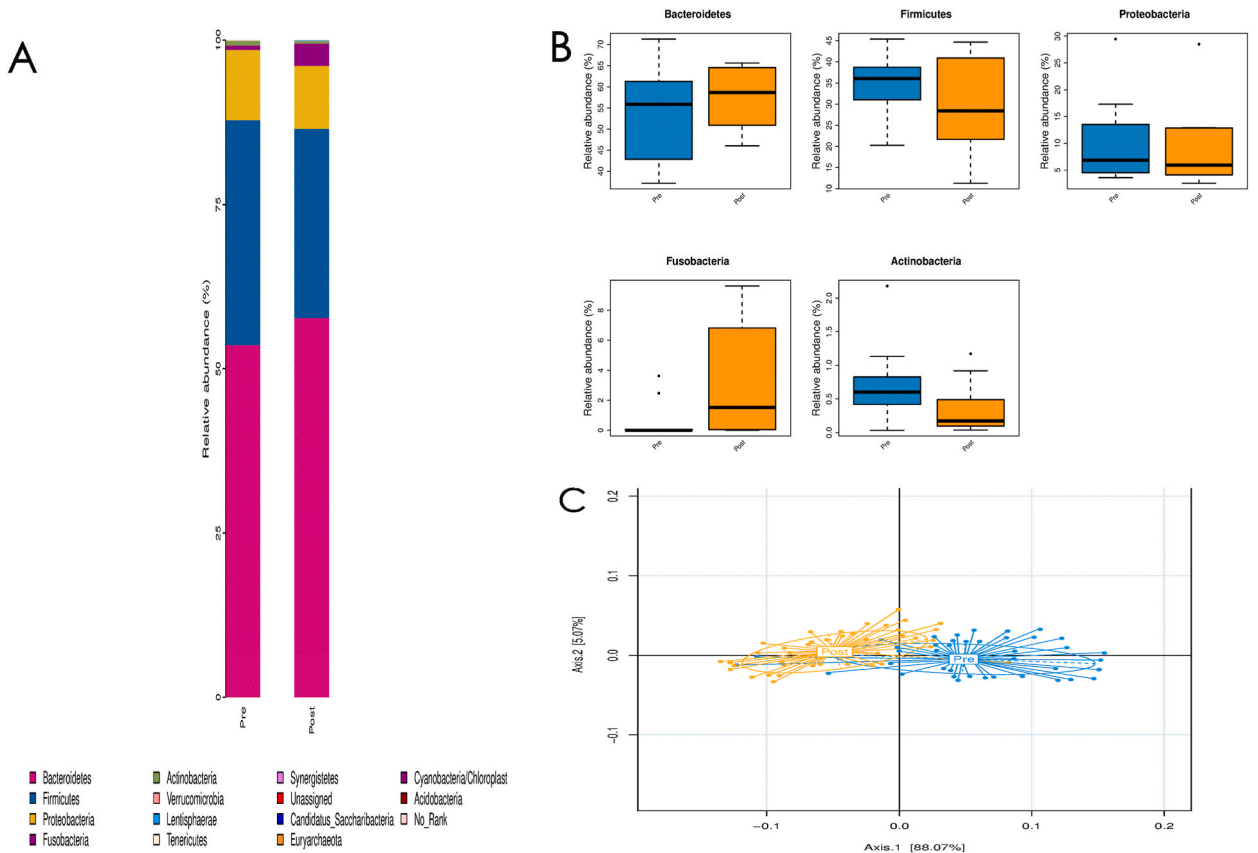 A
Relative abundance (%)
100
75
50
25
0
Pre
Post
Bacteroidetes
Firmicutes
Proteobacteria
Fusobacteria
Actinobacteria
Verrucomicrobia
Lentisphaerae
Tenericutes
Synergistetes
Unassigned
Candidatus_Saccharibacteria
Euryarchaeota
Cyanobacteria/Chloroplast
Acidobacteria
No_Rank
B
Bacteroidetes
Relative abundance (%)
70
65
60
55
50
45
40
Pre
Post
Firmicutes
Relative abundance (%)
45
40
35
30
25
20
15
10
Pre
Post
Proteobacteria
Relative abundance (%)
30
25
20
15
10
5
Pre
Post
Fusobacteria
Relative abundance (%)
8
6
4
2
0
Pre
Post
Actinobacteria
Relative abundance (%)
2.0
1.5
1.0
0.5
0.0
Pre
Post
C
Axis.2 [5.07%]
0.2
0.1
0.0
−0.1
Post
Pre
−0.1
0.0
0.1
0.2
Axis.1 [88.07%]